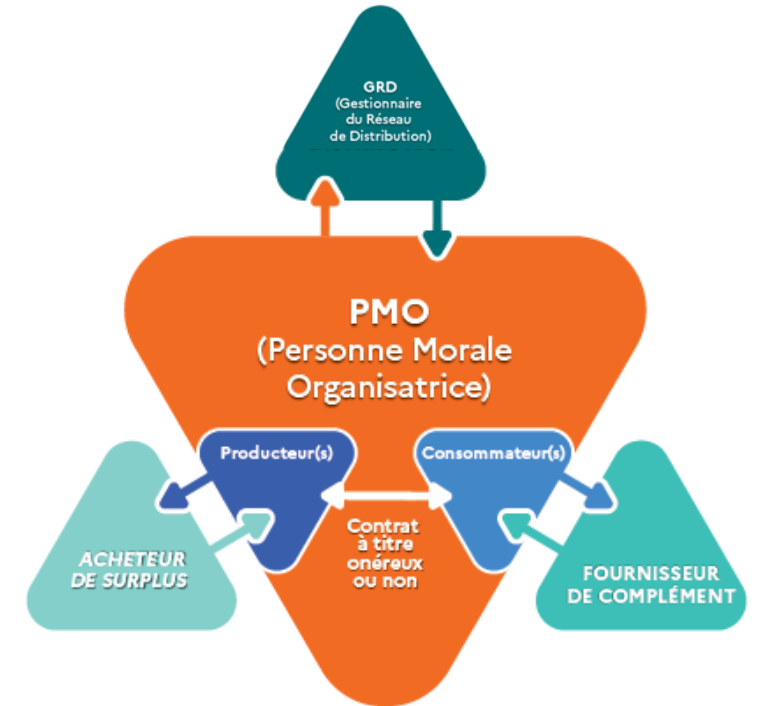 GRD
(Gestionnaire
du Réseau
de Distribution)
PMO
(Personne Morale
Organisatrice)
Producteur(s)
Consommateur(s)
Contrat
à titre
onéreux
ou non
ACHETEUR
DE SURPLUS
FOURNISSEUR
DE COMPLÉMENT